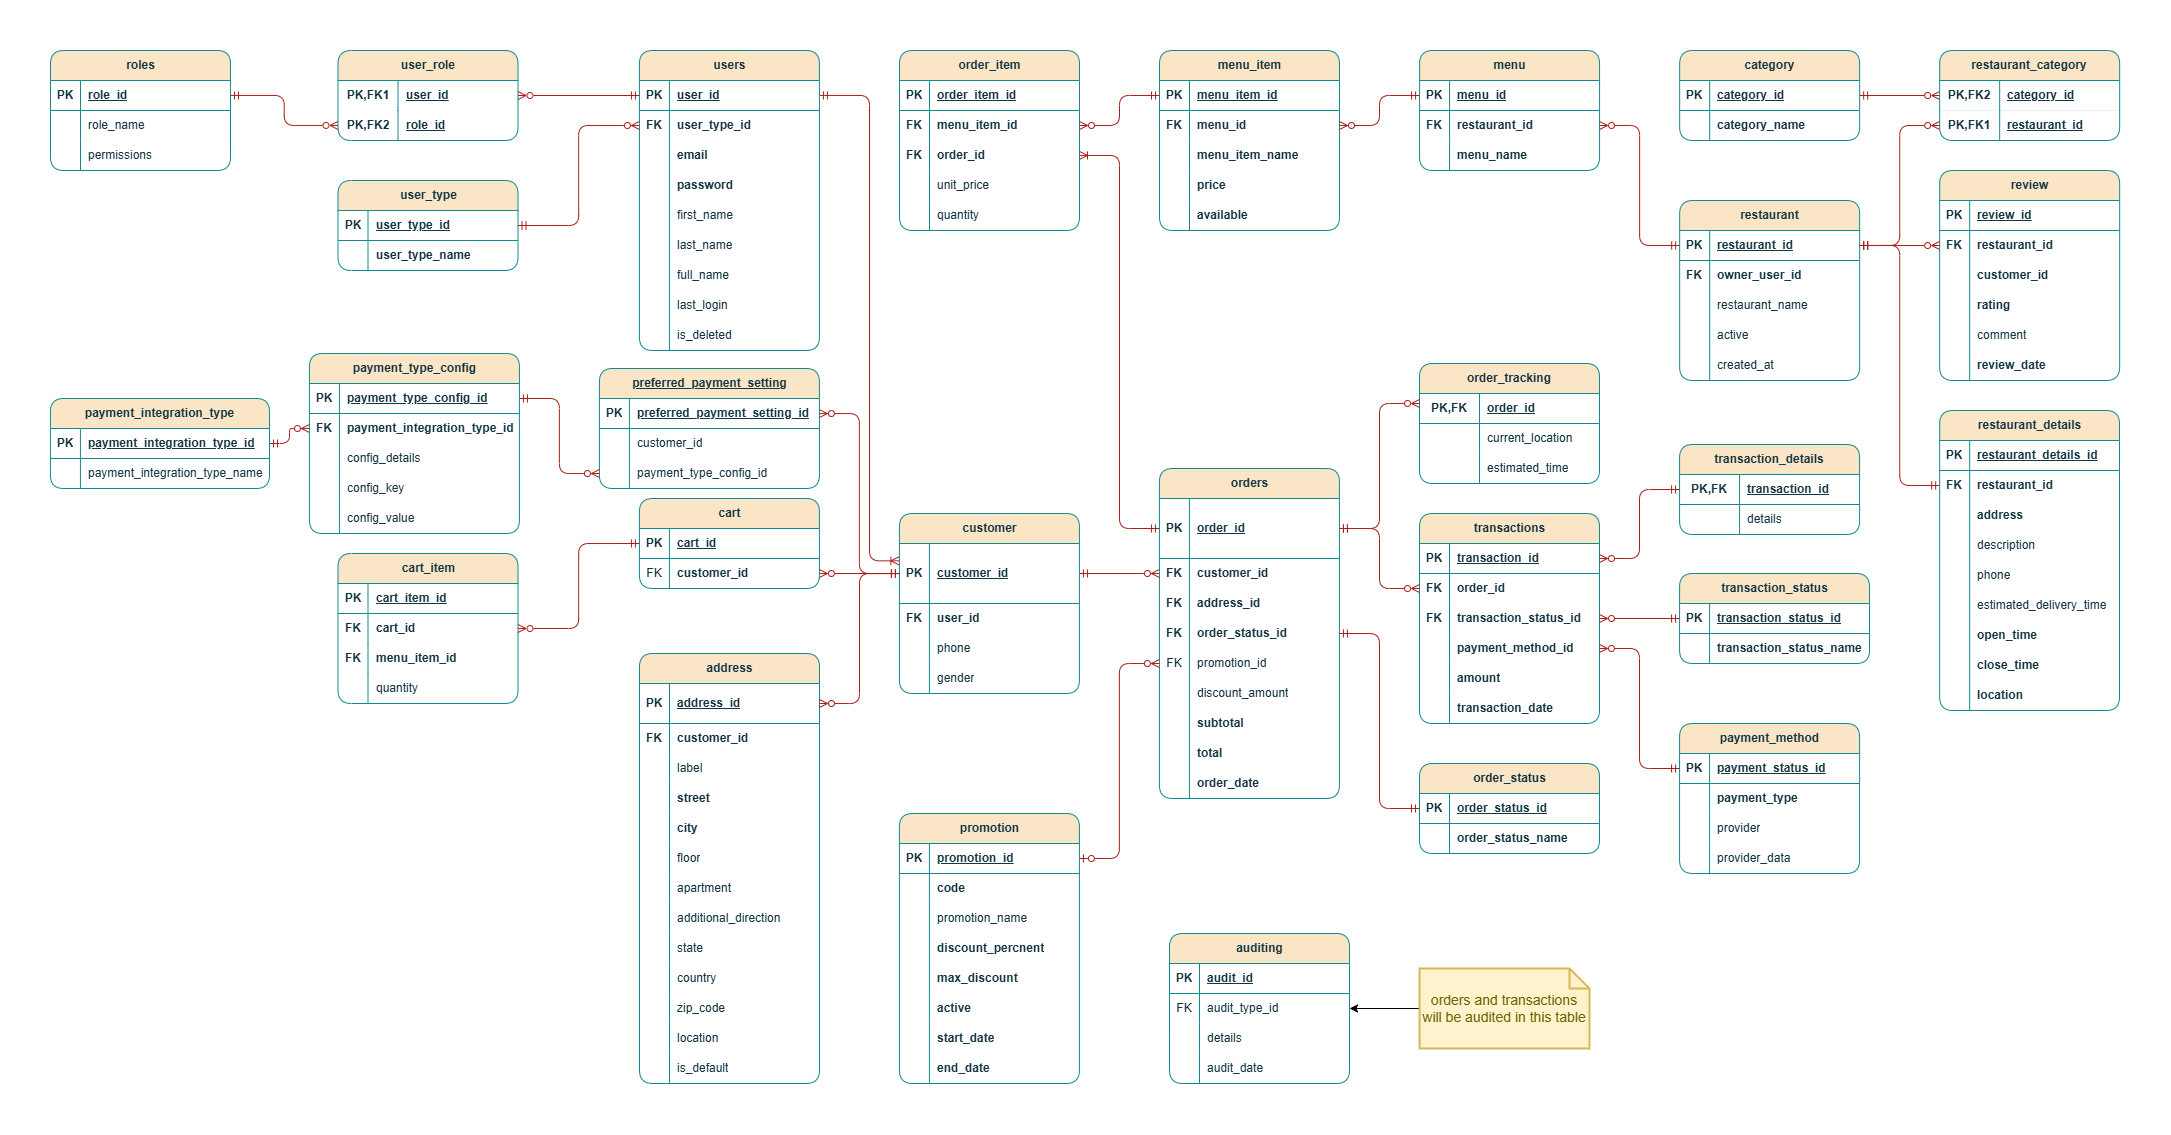 roles
PK role_id
role_name
permissions
user_role
PK,FK1 user_id
PK,FK2 role_id
user_type
PK user_type_id
user_type_name
users
PK user_id
FK user_type_id
email
password
first_name
last_name
full_name
last_login
is_deleted
order_item
PK order_item_id
FK menu_item_id
FK order_id
unit_price
quantity
menu_item
PK menu_item_id
FK menu_id
menu_item_name
price
available
menu
PK menu_id
FK restaurant_id
menu_name
category
PK category_id
category_name
restaurant_category
PK,FK2 category_id
PK,FK1 restaurant_id
restaurant
PK restaurant_id
FK owner_user_id
restaurant_name
active
created_at
review
PK review_id
FK restaurant_id
customer_id
rating
comment
review_date
payment_integration_type
PK payment_integration_type_id
payment_integration_type_name
payment_type_config
PK payment_type_config_id
FK payment_integration_type_id
config_details
config_key
config_value
preferred_payment_setting
PK preferred_payment_setting_id
customer_id
payment_type_config_id
cart
PK cart_id
FK customer_id
cart_item
PK cart_item_id
FK cart_id
FK menu_item_id
quantity
address
PK address_id
FK customer_id
label
street
city
floor
apartment
additional_direction
state
country
zip_code
location
is_default
customer
PK customer_id
FK user_id
phone
gender
promotion
PK promotion_id
code
promotion_name
discount_percnent
max_discount
active
start_date
end_date
orders
PK order_id
FK customer_id
FK address_id
FK order_status_id
FK promotion_id
discount_amount
subtotal
total
order_date
order_tracking
PK,FK order_id
current_location
estimated_time
transactions
PK transaction_id
FK order_id
FK transaction_status_id
payment_method_id
amount
transaction_date
order_status
PK order_status_id
order_status_name
transaction_details
PK,FK transaction_id
details
transaction_status
PK transaction_status_id
transaction_status_name
payment_method
PK payment_status_id
payment_type
provider
provider_data
restaurant_details
PK restaurant_details_id
FK restaurant_id
address
description
phone
estimated_delivery_time
open_time
close_time
location
auditing
PK audit_id
FK audit_type_id
details
audit_date
orders and transactions
will be audited in this table